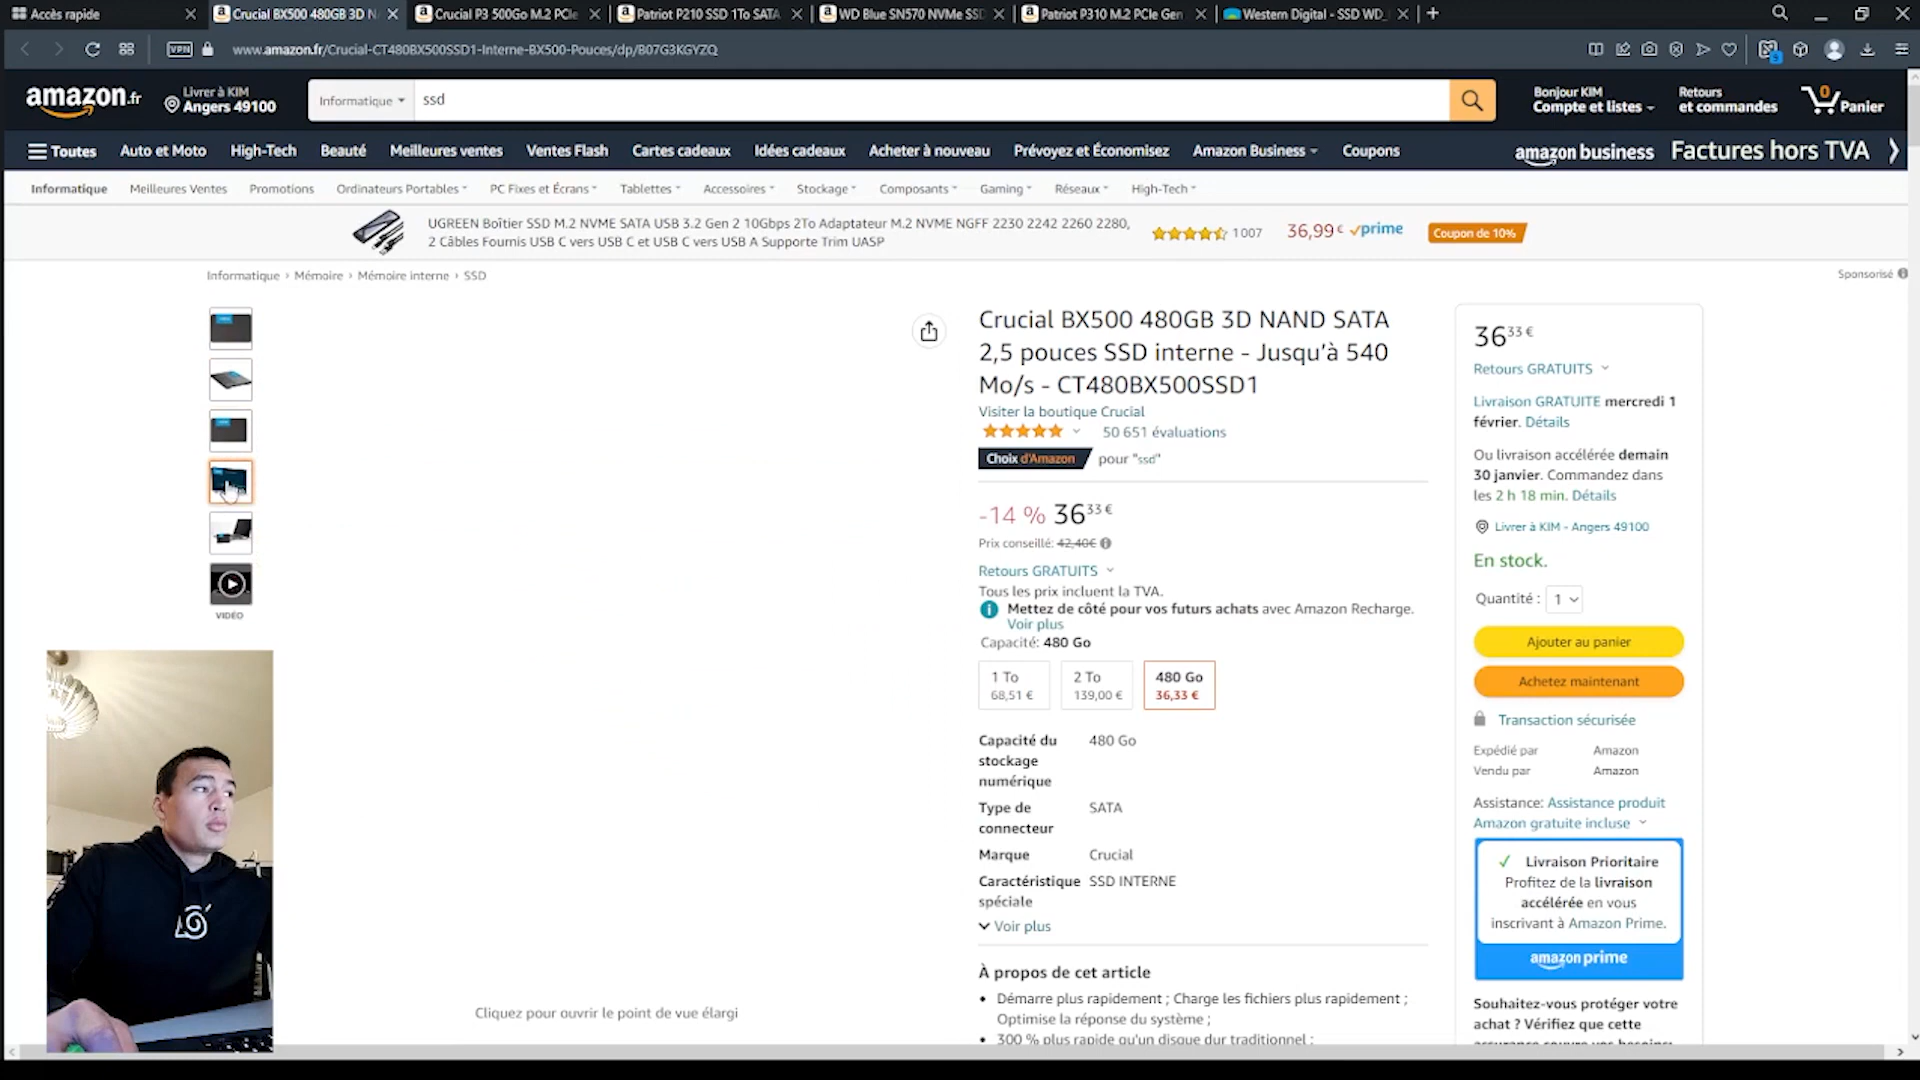 Accès rapide
Crucial BX500 480GB 3D N
Crucial P3 500Go M.2 PCIe
Patriot P210 SSD 1To SATA
WD Blue SN570 NVMe SSD
Patriot P310 M.2 PCIe Gen
Western Digital - SSD WD_
VPN
www.amazon.fr/Crucial-CT480BX500SSD1-Interne-BX500-Pouces/dp/B07G3KGYZQ
amazon.fr
Livrer à KIM
Angers 49100
Informatique
ssd
Bonjour KIM
Compte et listes
Retours
et commandes
0
Panier
Toutes
Auto et Moto
High-Tech
Beauté
Meilleures ventes
Ventes Flash
Cartes cadeaux
Idées cadeaux
Acheter à nouveau
Prévoyez et Économisez
Amazon Business
Coupons
amazon business
Factures hors TVA
Informatique
Meilleures Ventes
Promotions
Ordinateurs Portables
PC Fixes et Écrans
Tablettes
Accessoires
Stockage
Composants
Gaming
Réseaux
High-Tech
UGREEN Boîtier SSD M.2 NVME SATA USB 3.2 Gen 2 10Gbps 2To Adaptateur M.2 NVME NGFF 2230 2242 2260 2280,
2 Câbles Fournis USB C vers USB C et USB C vers USB A Supporte Trim UASP
1 007
36,99 €
prime
Coupon de 10%
Informatique › Mémoire › Mémoire interne › SSD
Sponsorisé
VIDÉO
Cliquez pour ouvrir le point de vue élargi
Crucial BX500 480GB 3D NAND SATA
2,5 pouces SSD interne - Jusqu'à 540
Mo/s - CT480BX500SSD1
Visiter la boutique Crucial
50 651 évaluations
Choix d'Amazon
pour "ssd"
-14 % 36 33 €
Prix conseillé: 42,40€
Retours GRATUITS
Tous les prix incluent la TVA.
Mettez de côté pour vos futurs achats avec Amazon Recharge.
Voir plus
Capacité: 480 Go
1 To
68,51 €
2 To
139,00 €
480 Go
36,33 €
Capacité du
stockage
numérique
480 Go
Type de
connecteur
SATA
Marque
Crucial
Caractéristique
spéciale
SSD INTERNE
Voir plus
À propos de cet article
• Démarre plus rapidement ; Charge les fichiers plus rapidement ;
Optimise la réponse du système ;
• 300 % plus rapide qu'un disque dur traditionnel ;
36 33 €
Retours GRATUITS
Livraison GRATUITE mercredi 1
février. Détails
Ou livraison accélérée demain
30 janvier. Commandez dans
les 2 h 18 min. Détails
Livrer à KIM - Angers 49100
En stock.
Quantité : 1
Ajouter au panier
Achetez maintenant
Transaction sécurisée
Expédié par
Amazon
Vendu par
Amazon
Assistance: Assistance produit
Amazon gratuite incluse
Livraison Prioritaire
Profitez de la livraison
accélérée en vous
inscrivant à Amazon Prime.
amazon prime
Souhaitez-vous protéger votre
achat ? Vérifiez que cette
assurance couvre vos besoins: